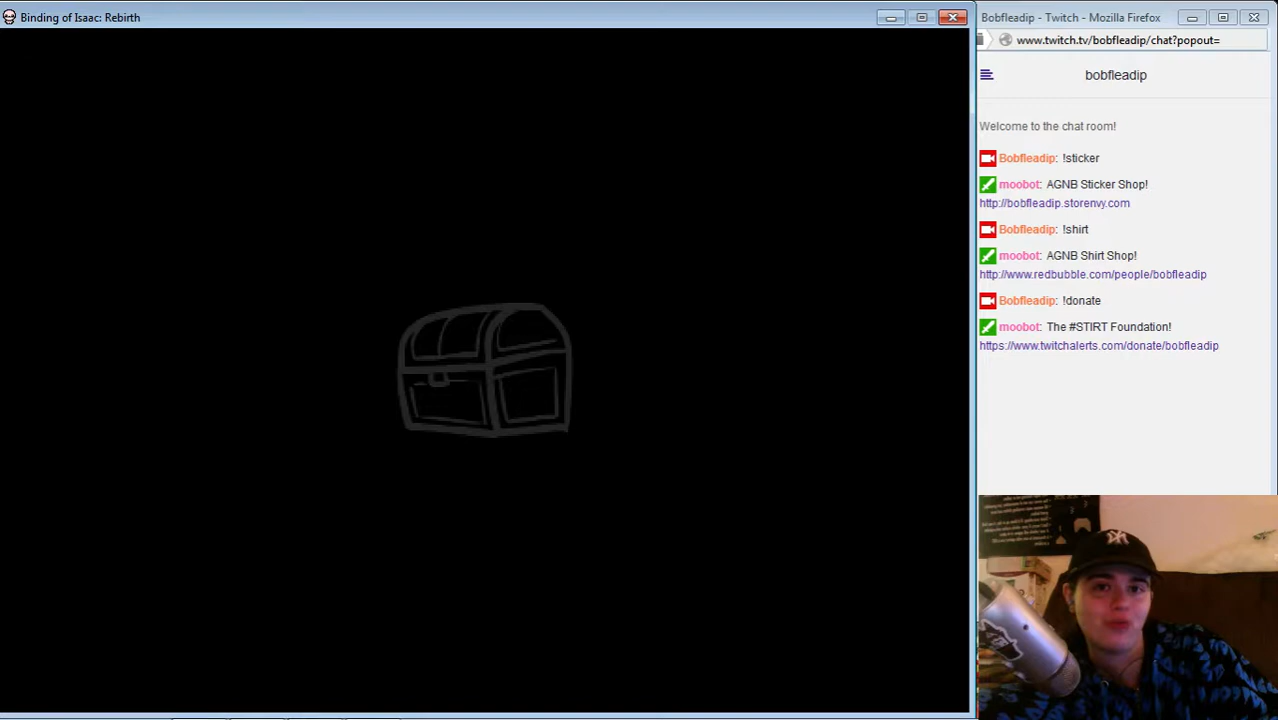 Binding of Isaac: Rebirth
Bobfleadip - Twitch - Mozilla Firefox
www.twitch.tv/bobfleadip/chat?popout=
bobfleadip
Welcome to the chat room!
Bobfleadip: !sticker
moobot: AGNB Sticker Shop!
http://bobfleadip.storenvy.com
Bobfleadip: !shirt
moobot: AGNB Shirt Shop!
http://www.redbubble.com/people/bobfleadip
Bobfleadip: !donate
moobot: The #STIRT Foundation!
https://www.twitchalerts.com/donate/bobfleadip